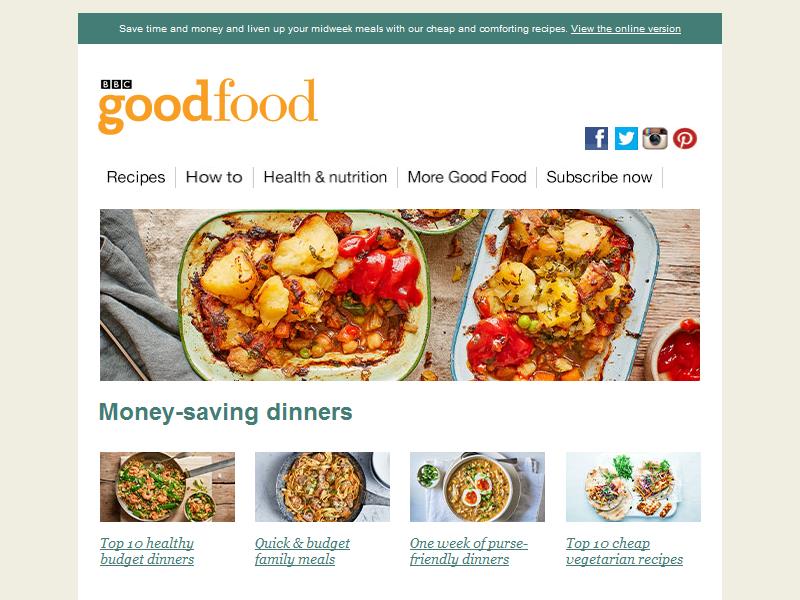 Save time and money and liven up your midweek meals with our cheap and comforting recipes. View the online version
BBC
goodfood
Recipes
How to
Health & nutrition
More Good Food
Subscribe now
Money-saving dinners
Top 10 healthy
budget dinners
Quick & budget
family meals
One week of purse-
friendly dinners
Top 10 cheap
vegetarian recipes